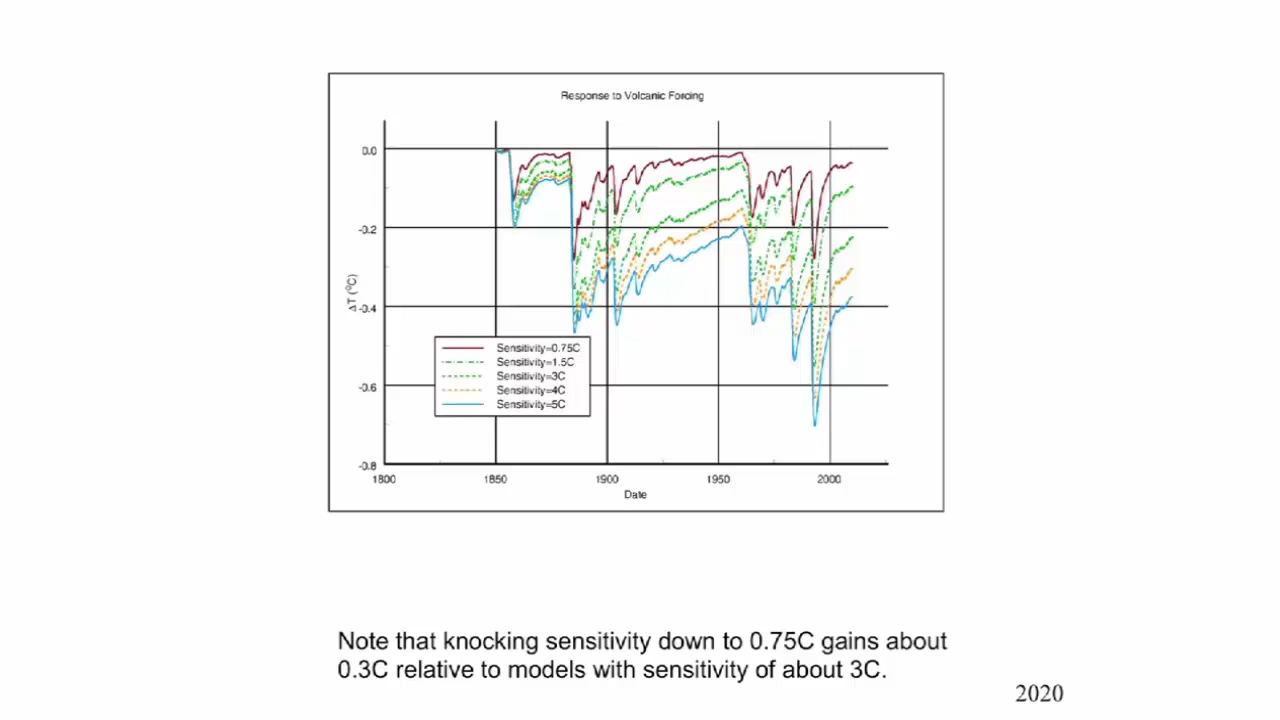 Response to Volcanic Forcing
0.0
-0.2
-0.4
-0.6
-0.8
ΔT (°C)
Sensitivity=0.75C
Sensitivity=1.5C
Sensitivity=3C
Sensitivity=4C
Sensitivity=5C
1800 1850 1900 1950 2000
Date
Note that knocking sensitivity down to 0.75C gains about
0.3C relative to models with sensitivity of about 3C.
2020